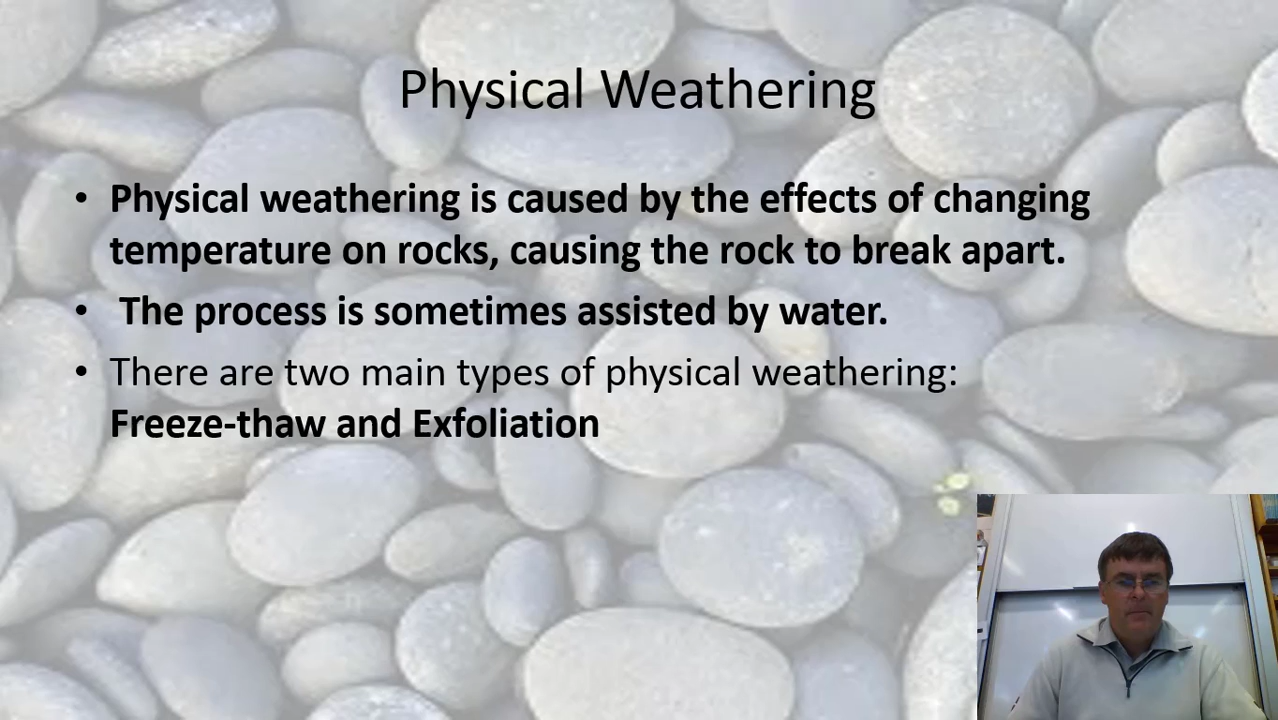 Physical Weathering
• Physical weathering is caused by the effects of changing
temperature on rocks, causing the rock to break apart.
• The process is sometimes assisted by water.
• There are two main types of physical weathering:
Freeze-thaw and Exfoliation